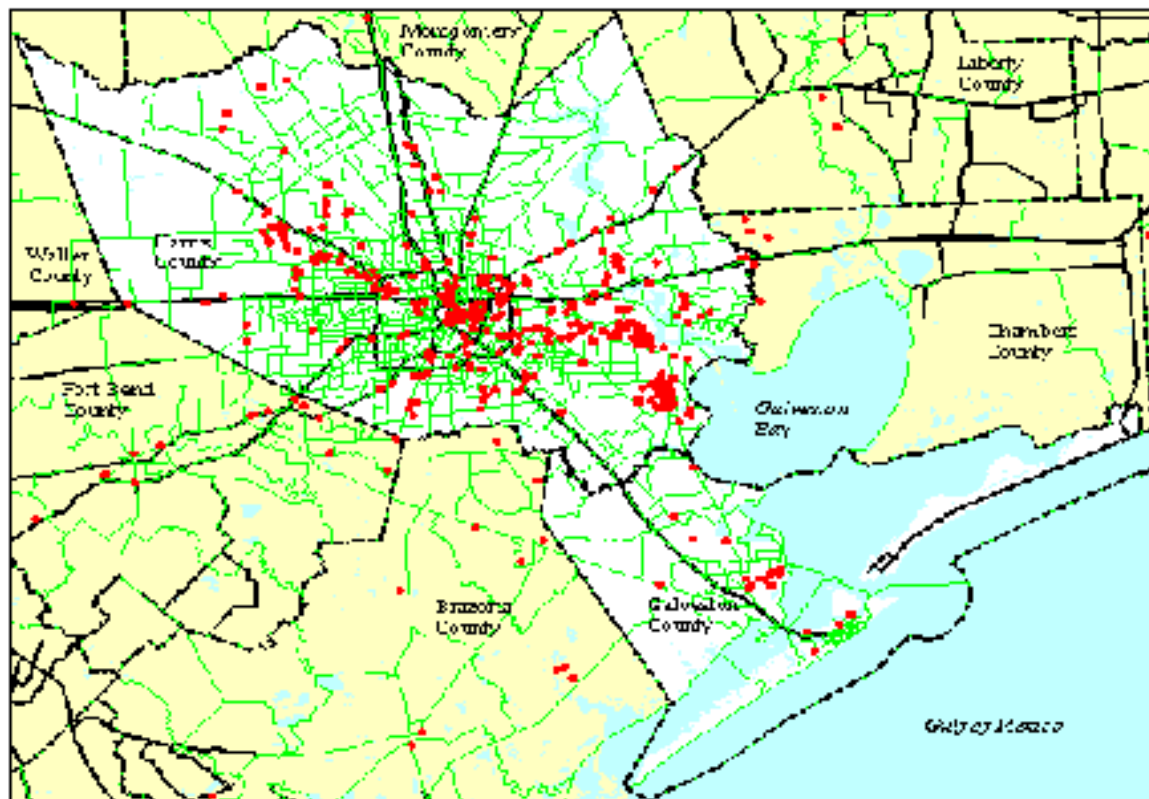 Montgomery
County
Liberty
County
Harris
County
Waller
County
Chambers
County
Fort Bend
County
Galveston
Bay
Brazoria
County
Galveston
County
Gulf of Mexico